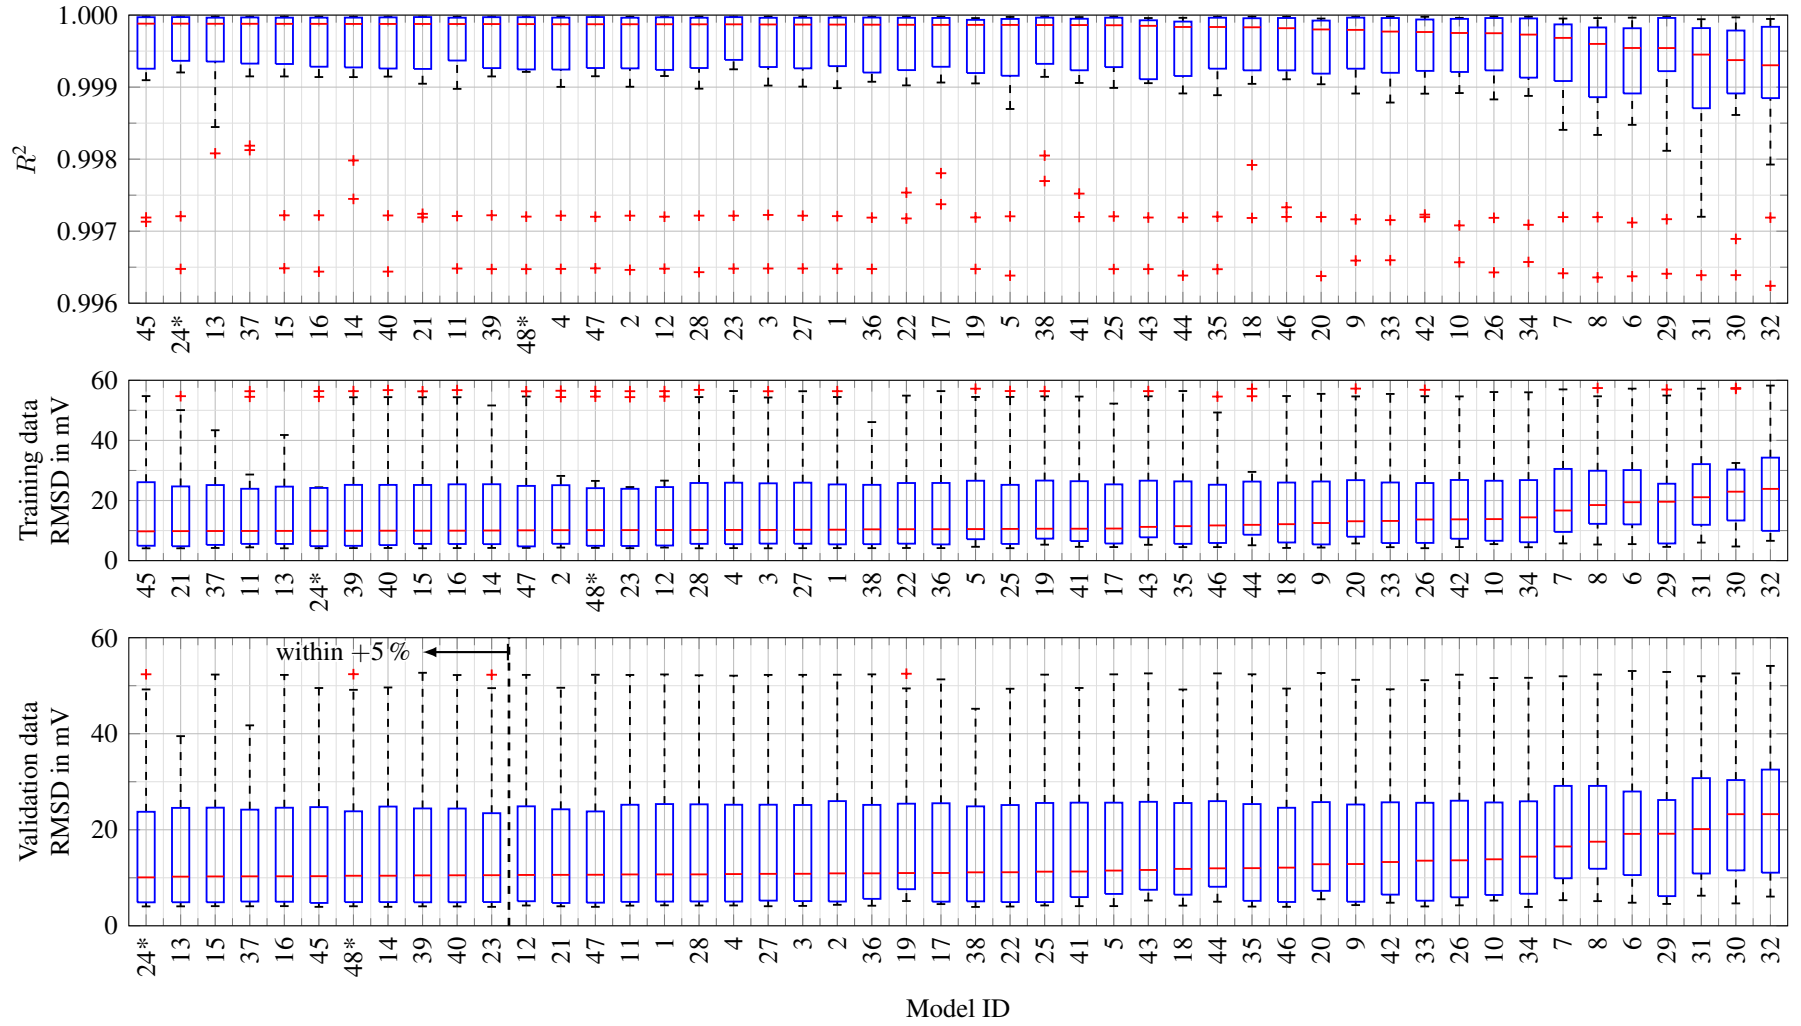 1.000
0.999
0.998
0.997
0.996
R²
45 24* 13 37 15 16 14 40 21 11 39 48* 4 47 2 12 28 23 3 27 1 36 22 17 19 5 38 41 25 43 44 35 18 46 20 9 33 42 10 26 34 7 8 6 29 31 30 32
60
40
20
0
Training data
RMSD in mV
45 21 37 11 13 24* 39 40 15 16 14 47 2 48* 23 12 28 4 3 27 1 38 22 36 5 25 19 41 17 43 35 46 44 18 9 20 33 26 42 10 34 7 8 6 29 31 30 32
60
40
20
0
Validation data
RMSD in mV
within +5 %
24* 13 15 37 16 45 48* 14 39 40 23 12 21 47 11 1 28 4 27 3 2 36 19 17 38 22 25 41 5 43 18 44 35 46 20 9 42 33 26 10 34 7 8 6 29 31 30 32
Model ID